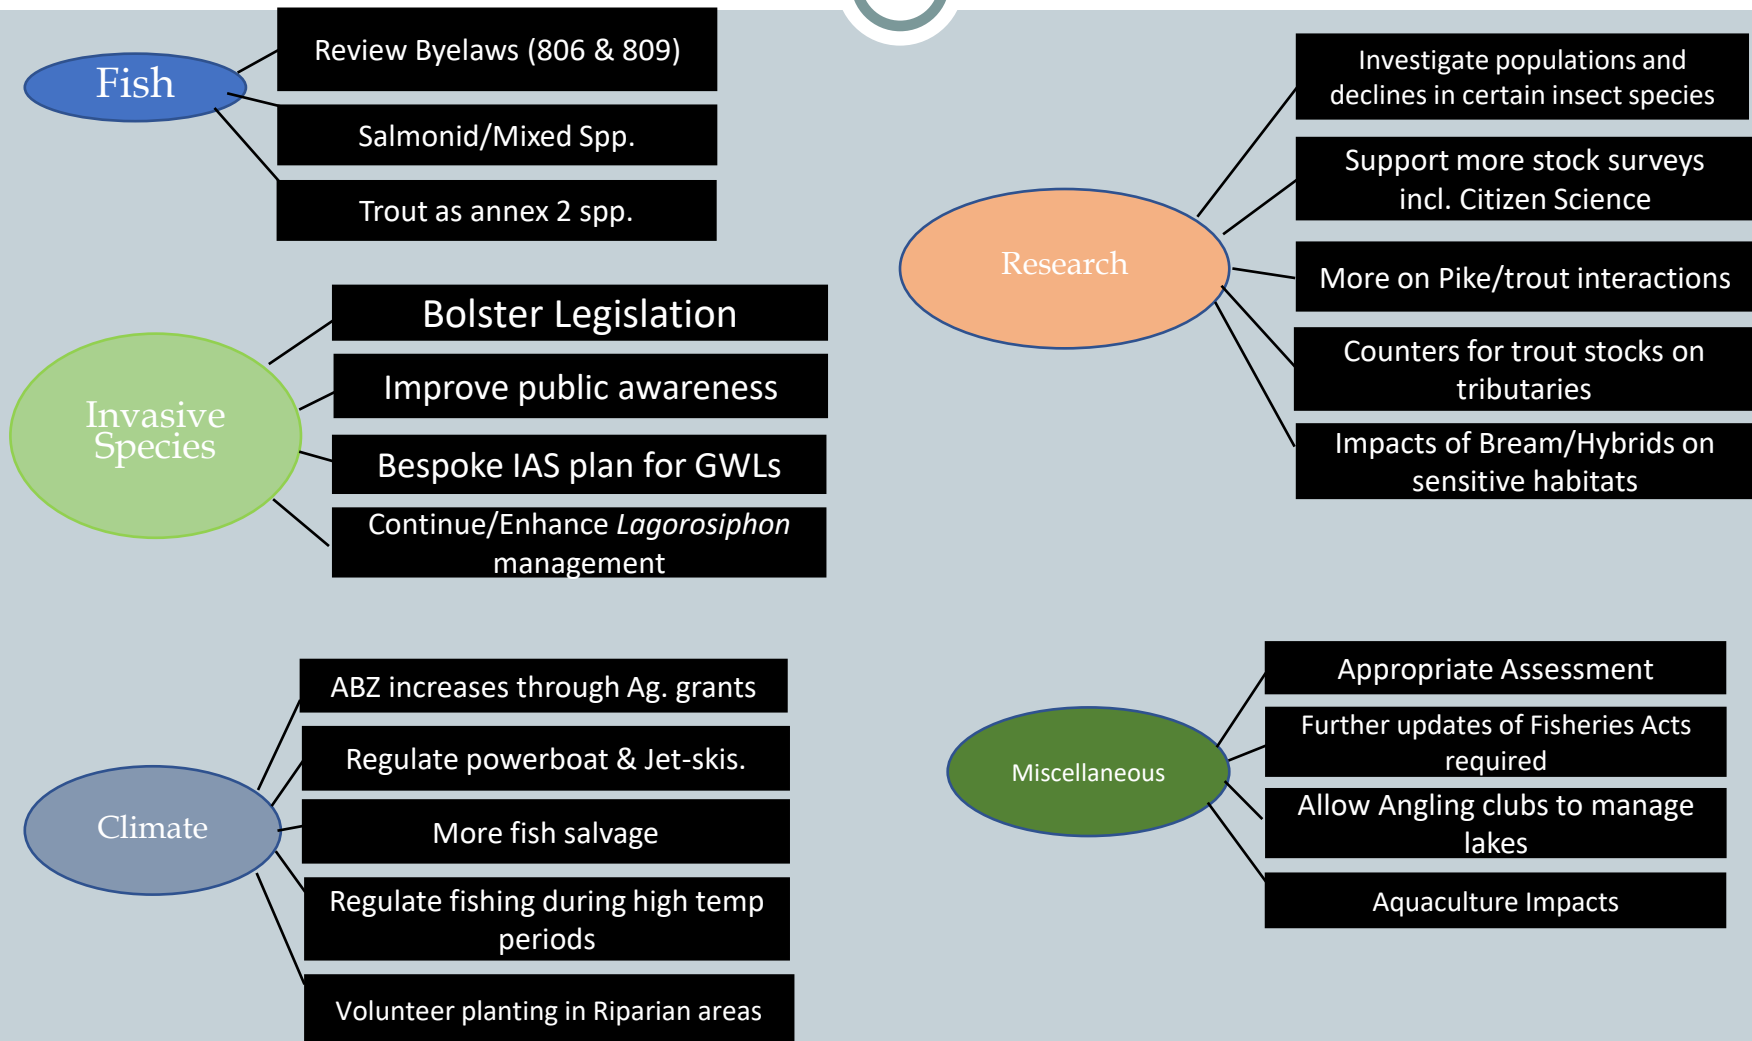 Fish
Review Byelaws (806 & 809)
Salmonid/Mixed Spp.
Trout as annex 2 spp.
Invasive
Species
Bolster Legislation
Improve public awareness
Bespoke IAS plan for GWLs
Continue/Enhance Lagorosiphon
management
Climate
ABZ increases through Ag. grants
Regulate powerboat & Jet-skis.
More fish salvage
Regulate fishing during high temp
periods
Volunteer planting in Riparian areas
Research
Investigate populations and
declines in certain insect species
Support more stock surveys
incl. Citizen Science
More on Pike/trout interactions
Counters for trout stocks on
tributaries
Impacts of Bream/Hybrids on
sensitive habitats
Miscellaneous
Appropriate Assessment
Further updates of Fisheries Acts
required
Allow Angling clubs to manage
lakes
Aquaculture Impacts